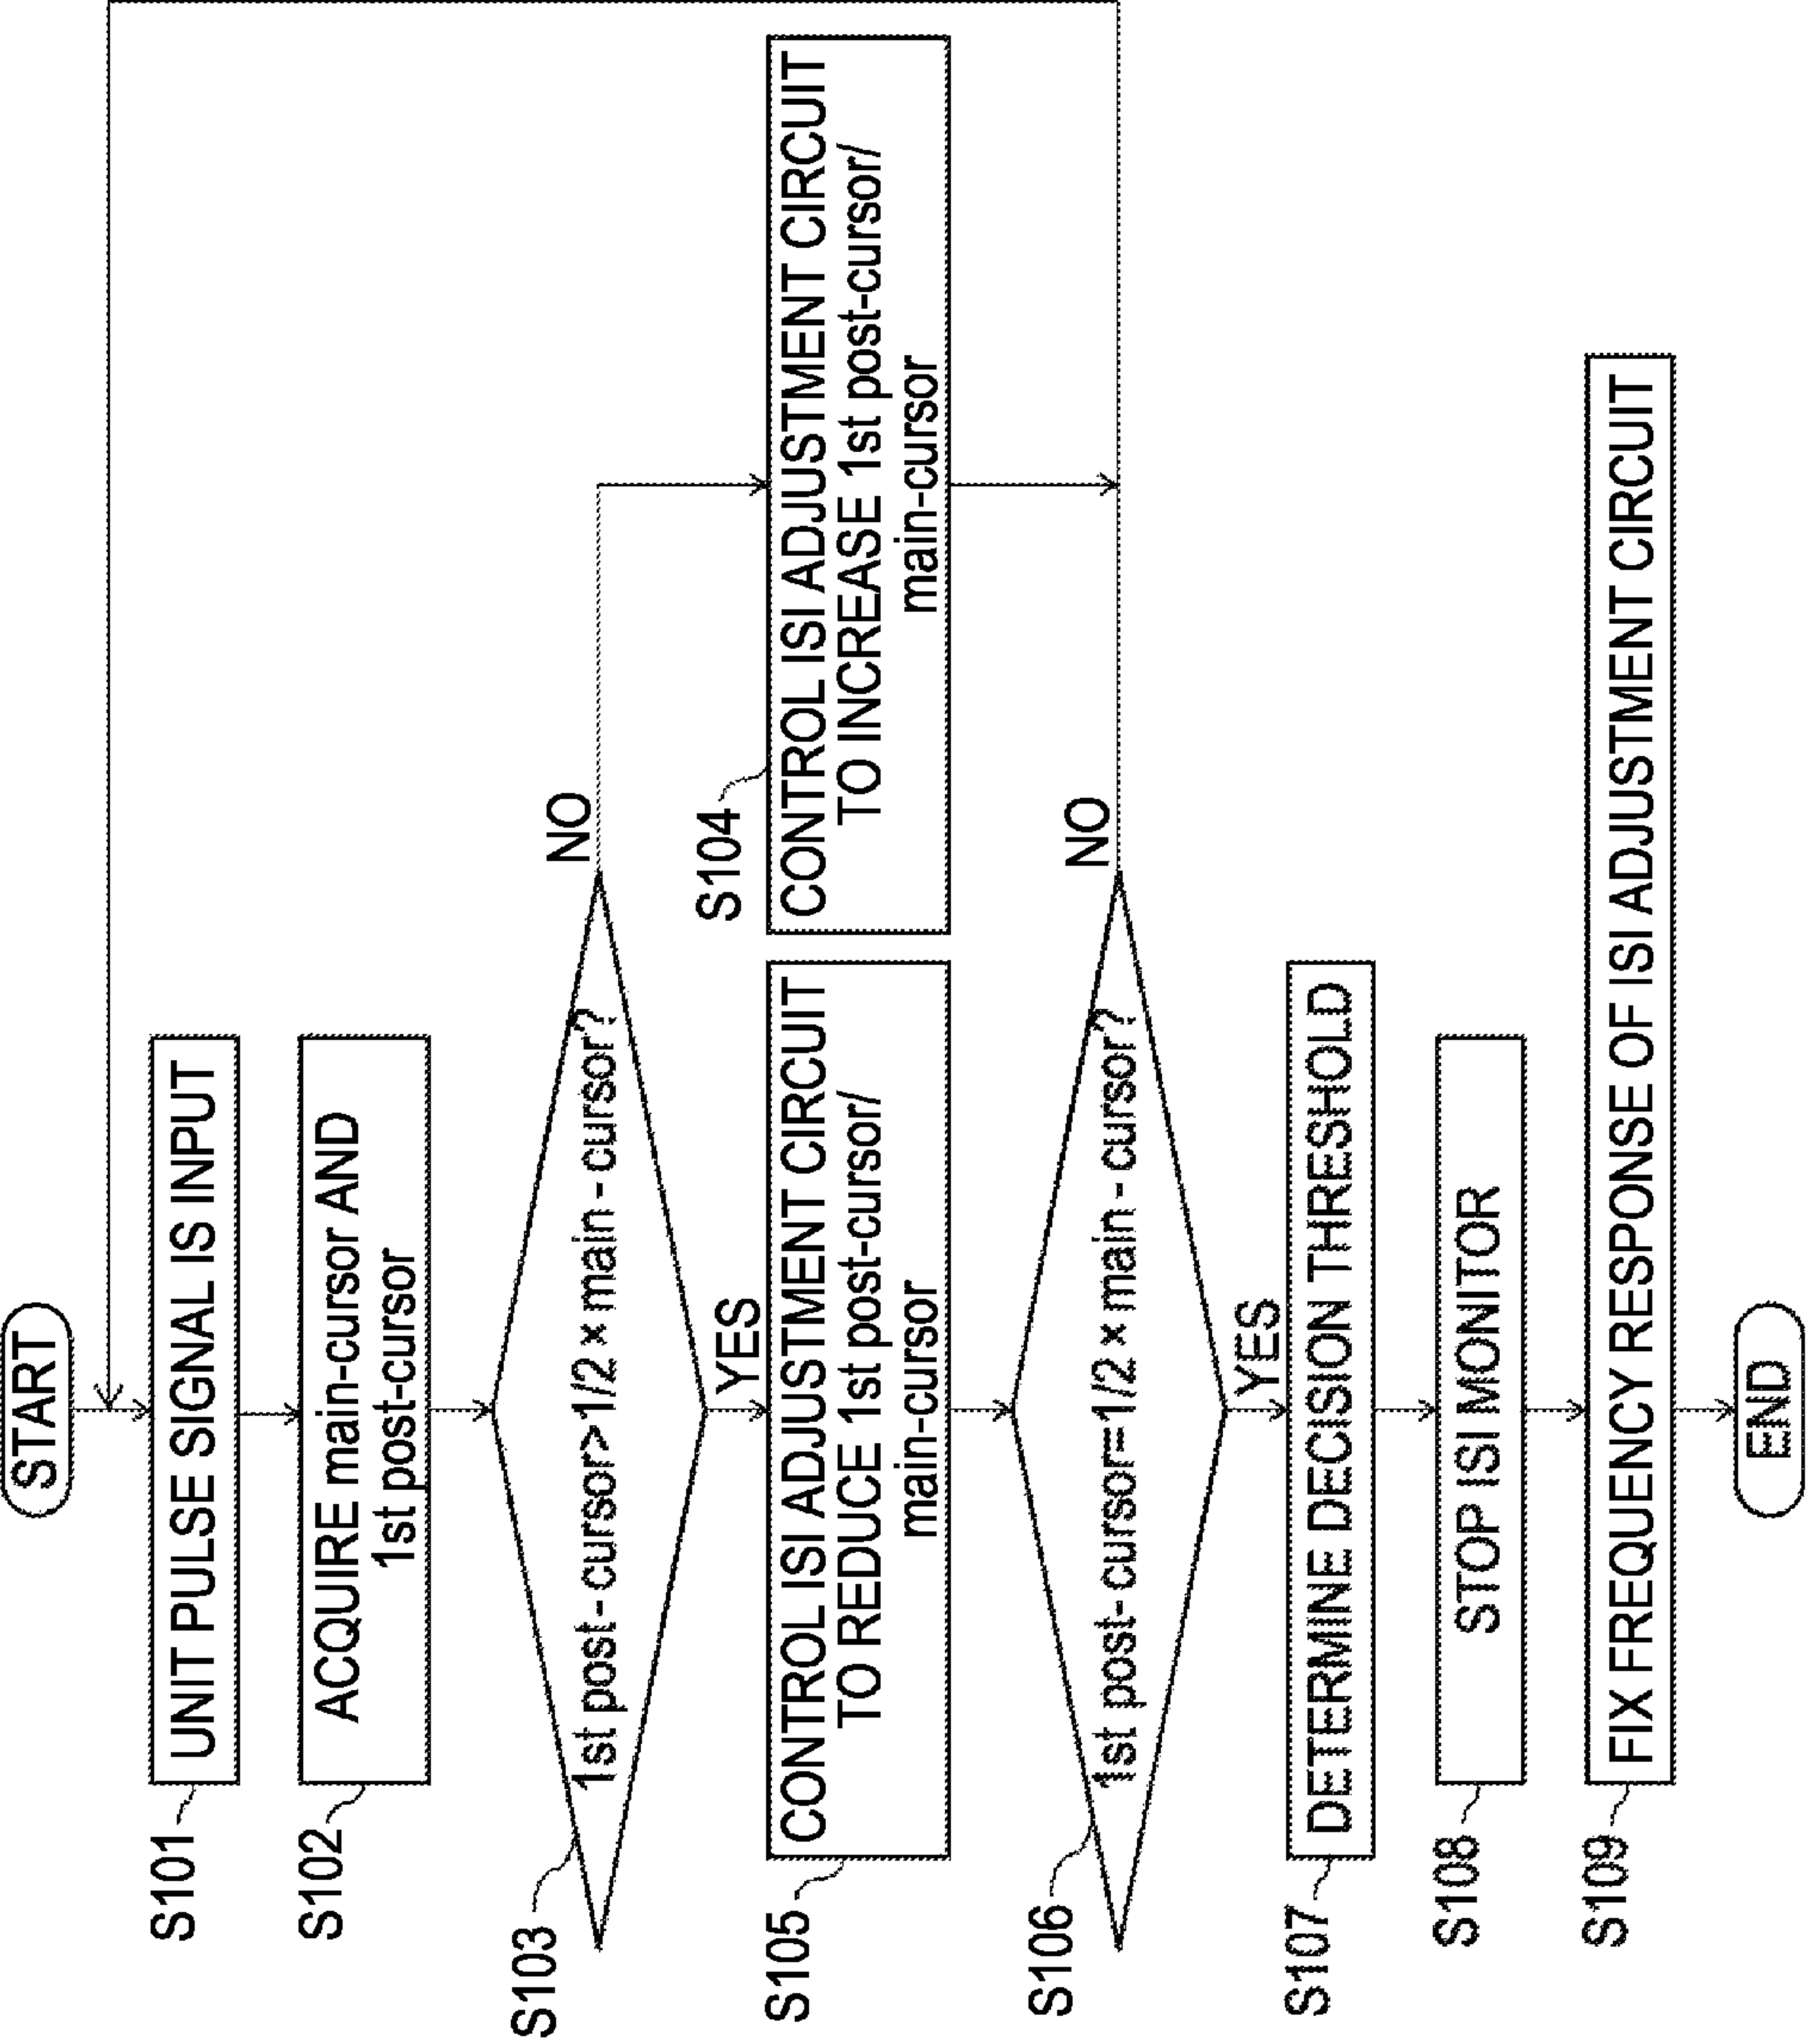 START
S101
UNIT PULSE SIGNAL IS INPUT
S102
ACQUIRE main-cursor AND
1st post-cursor
S103
1st post- cursor>1/2 × main - cursor?
NO
YES
S104
CONTROL ISI ADJUSTMENT CIRCUIT
TO INCREASE 1st post-cursor/
main-cursor
S105
CONTROL ISI ADJUSTMENT CIRCUIT
TO REDUCE 1st post-cursor/
main-cursor
S106
1st post- cursor=1/2 × main - cursor?
NO
YES
S107
DETERMINE DECISION THRESHOLD
S108
STOP ISI MONITOR
S109
FIX FREQUENCY RESPONSE OF ISI ADJUSTMENT CIRCUIT
END